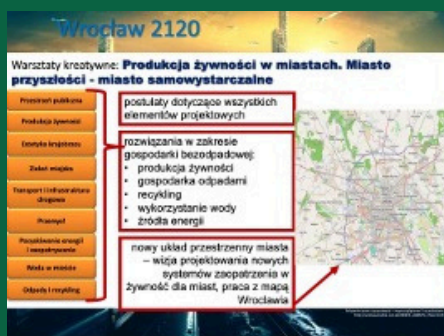 Wrocław 2120
Warsztaty kreatywne: Produkcja żywności w miastach. Miasto
przyszłości - miasto samowystarczalne
Przestrzeń publiczna
Produkcja żywności
Estetyka krajobrazu
Zieleń miejska
Transport i infrastruktura
drogowa
Przemysł
Pozyskiwanie energii
i zaopatrywanie
Woda w mieście
Odpady i recykling
postulaty dotyczące wszystkich
elementów projektowych
rozwiązania w zakresie
gospodarki bezodpadowej:
• produkcja żywności
• gospodarka odpadami
• recykling
• wykorzystanie wody
• źródła energii
nowy układ przestrzenny miasta
– wizja projektowania nowych
systemów zaopatrzenia w
żywność dla miast, praca z mapą
Wrocławia